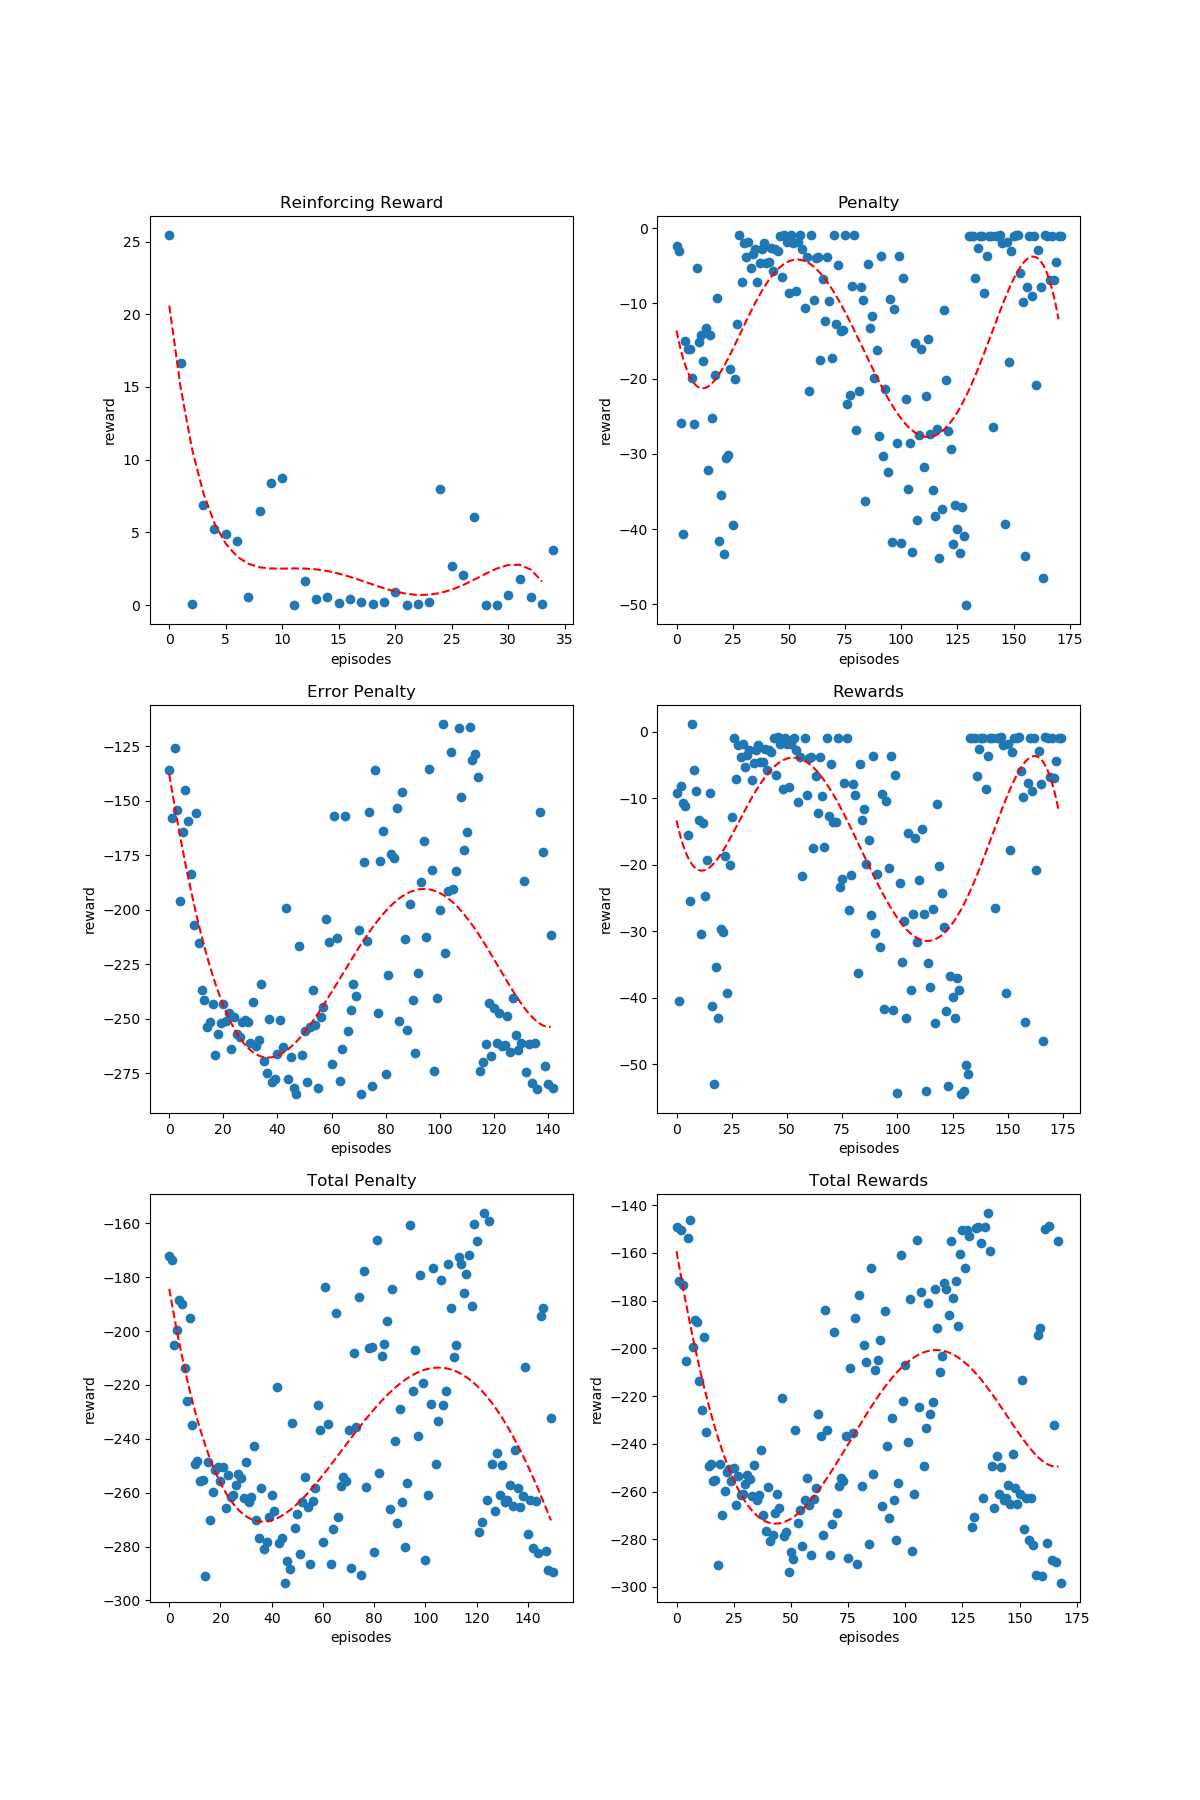 Reinforcing Reward
reward
25
20
15
10
5
0
0 5 10 15 20 25 30 35
episodes
Penalty
reward
0
−10
−20
−30
−40
−50
0 25 50 75 100 125 150 175
episodes
Error Penalty
reward
−125
−150
−175
−200
−225
−250
−275
0 20 40 60 80 100 120 140
episodes
Rewards
reward
0
−10
−20
−30
−40
−50
0 25 50 75 100 125 150 175
episodes
Total Penalty
reward
−160
−180
−200
−220
−240
−260
−280
−300
0 20 40 60 80 100 120 140
episodes
Total Rewards
reward
−140
−160
−180
−200
−220
−240
−260
−280
−300
0 25 50 75 100 125 150 175
episodes